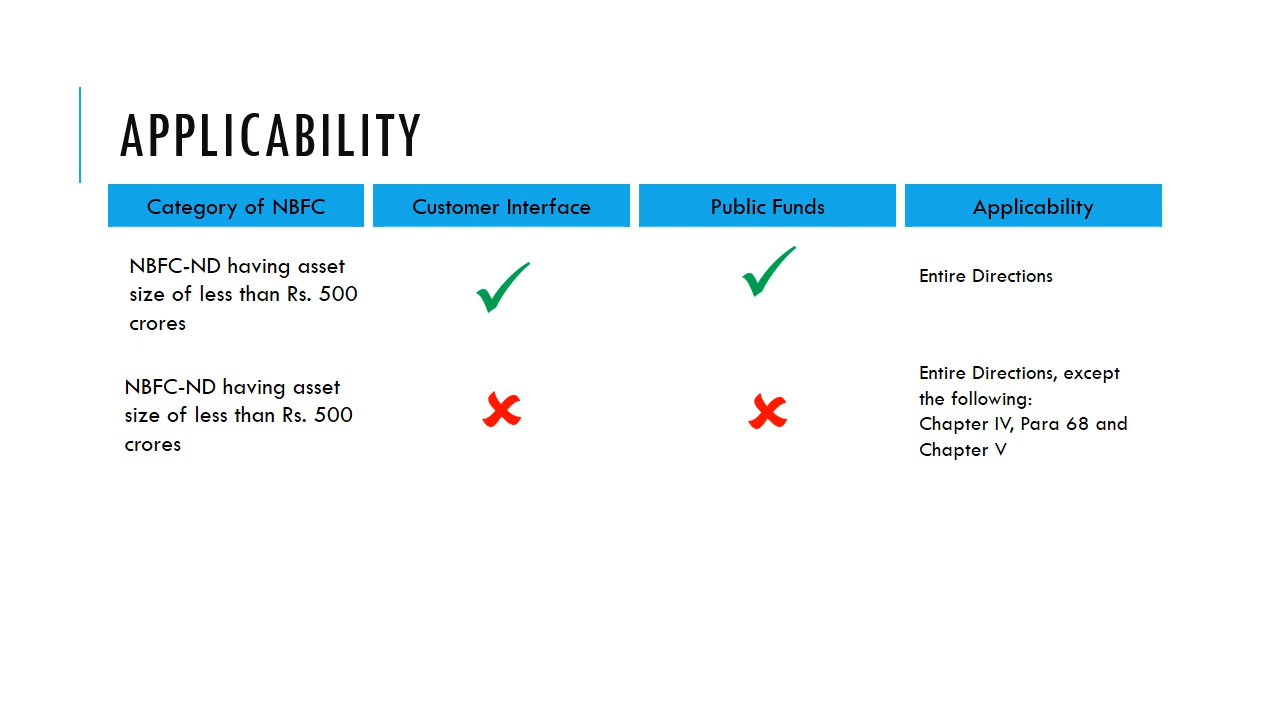 APPLICABILITY
Category of NBFC
Customer Interface
Public Funds
Applicability
NBFC-ND having asset
size of less than Rs. 500
crores
Entire Directions
NBFC-ND having asset
size of less than Rs. 500
crores
Entire Directions, except
the following:
Chapter IV, Para 68 and
Chapter V